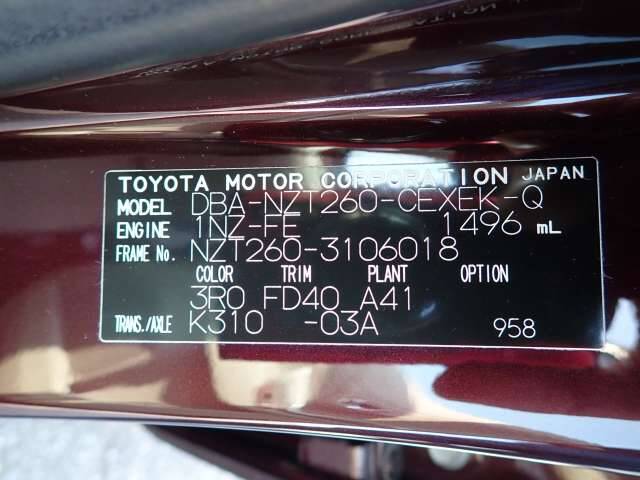 TOYOTA MOTOR CORPORATION JAPAN
MODEL DBA-NZT260-CEXEK-Q
ENGINE 1NZ-FE 1496 mL
FRAME No. NZT260-3106018
COLOR TRIM PLANT OPTION
3R0 FD40 A41
TRANS./AXLE K310 -03A 958